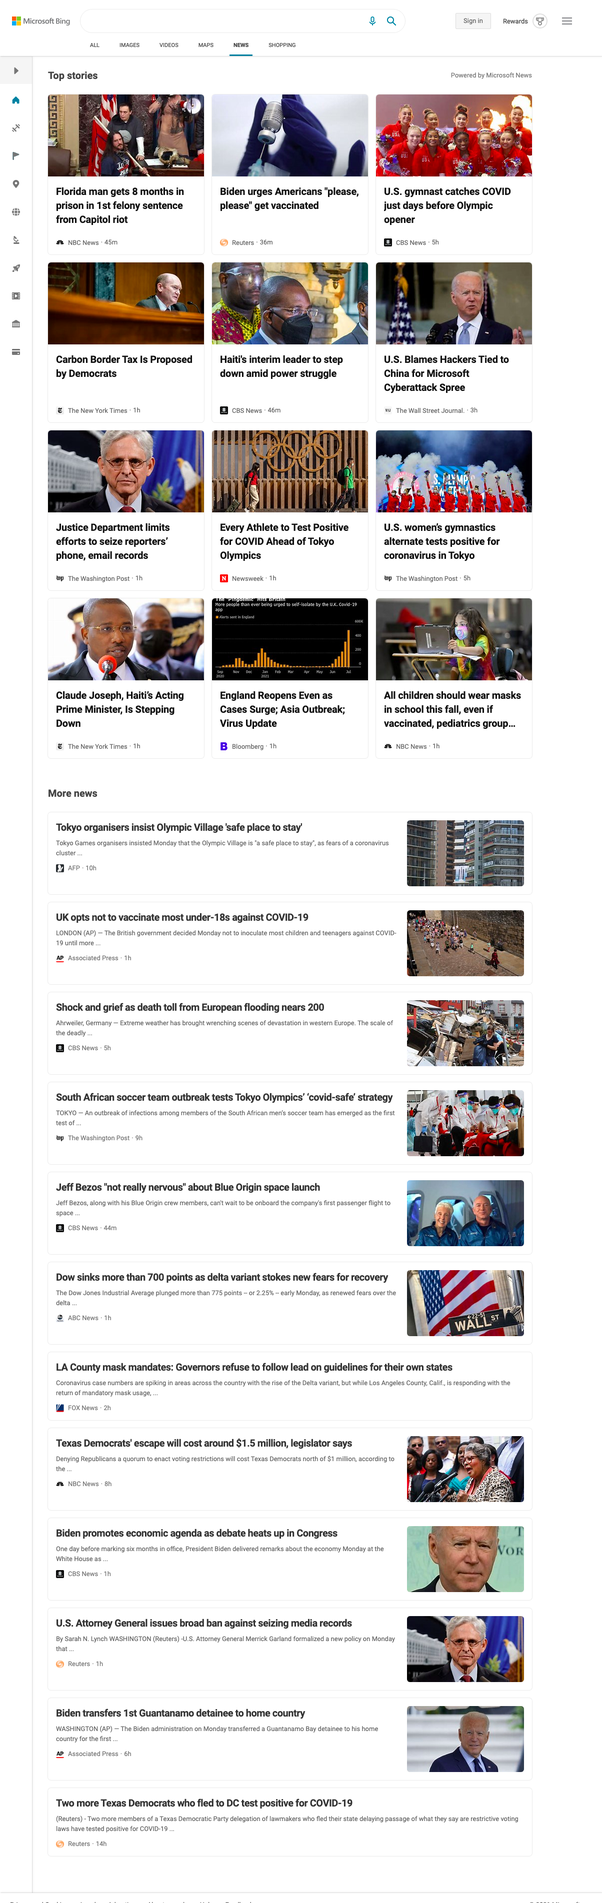 Microsoft Bing
Sign in
Rewards
ALL
IMAGES
VIDEOS
MAPS
NEWS
SHOPPING
Top stories
Powered by Microsoft News
Florida man gets 8 months in
prison in 1st felony sentence
from Capitol riot
NBC News · 45m
Biden urges Americans "please,
please" get vaccinated
Reuters · 36m
U.S. gymnast catches COVID
just days before Olympic
opener
CBS News · 5h
Carbon Border Tax Is Proposed
by Democrats
The New York Times · 1h
Haiti's interim leader to step
down amid power struggle
CBS News · 46m
U.S. Blames Hackers Tied to
China for Microsoft
Cyberattack Spree
The Wall Street Journal. · 3h
Justice Department limits
efforts to seize reporters'
phone, email records
The Washington Post · 1h
Every Athlete to Test Positive
for COVID Ahead of Tokyo
Olympics
Newsweek · 1h
U.S. women's gymnastics
alternate tests positive for
coronavirus in Tokyo
The Washington Post · 5h
Claude Joseph, Haiti's Acting
Prime Minister, Is Stepping
Down
The New York Times · 1h
More people than ever being urged to self-isolate by the U.K. Covid-19
app
Alerts sent in England
England Reopens Even as
Cases Surge; Asia Outbreak;
Virus Update
Bloomberg · 1h
All children should wear masks
in school this fall, even if
vaccinated, pediatrics group...
NBC News · 1h
More news
Tokyo organisers insist Olympic Village 'safe place to stay'
Tokyo Games organisers insisted Monday that the Olympic Village is "a safe place to stay", as fears of a coronavirus
cluster ...
AFP · 10h
UK opts not to vaccinate most under-18s against COVID-19
LONDON (AP) — The British government decided Monday not to inoculate most children and teenagers against COVID-
19 until more ...
AP Associated Press · 1h
Shock and grief as death toll from European flooding nears 200
Ahrweiler, Germany — Extreme weather has brought wrenching scenes of devastation in western Europe. The scale of
the deadly ...
CBS News · 5h
South African soccer team outbreak tests Tokyo Olympics' 'covid-safe' strategy
TOKYO — An outbreak of infections among members of the South African men's soccer team has emerged as the first
test of ...
The Washington Post · 9h
Jeff Bezos "not really nervous" about Blue Origin space launch
Jeff Bezos, along with his Blue Origin crew members, can't wait to be onboard the company's first passenger flight to
space ...
CBS News · 44m
Dow sinks more than 700 points as delta variant stokes new fears for recovery
The Dow Jones Industrial Average plunged more than 775 points -- or 2.25% -- early Monday, as renewed fears over the
delta ...
ABC News · 1h
WALL ST
LA County mask mandates: Governors refuse to follow lead on guidelines for their own states
Coronavirus case numbers are spiking in areas across the country with the rise of the Delta variant, but while Los Angeles County, Calif., is responding with the
return of mandatory mask usage, ...
FOX News · 2h
Texas Democrats' escape will cost around $1.5 million, legislator says
Denying Republicans a quorum to enact voting restrictions will cost Texas Democrats north of $1 million, according to
the ...
NBC News · 8h
Biden promotes economic agenda as debate heats up in Congress
One day before marking six months in office, President Biden delivered remarks about the economy Monday at the
White House as ...
CBS News · 1h
U.S. Attorney General issues broad ban against seizing media records
By Sarah N. Lynch WASHINGTON (Reuters) -U.S. Attorney General Merrick Garland formalized a new policy on Monday
that ...
Reuters · 1h
Biden transfers 1st Guantanamo detainee to home country
WASHINGTON (AP) — The Biden administration on Monday transferred a Guantanamo Bay detainee to his home
country for the first ...
AP Associated Press · 6h
Two more Texas Democrats who fled to DC test positive for COVID-19
(Reuters) - Two more members of a Texas Democratic Party delegation of lawmakers who fled their state delaying passage of what they say are restrictive voting
laws have tested positive for COVID-19 ...
Reuters · 14h